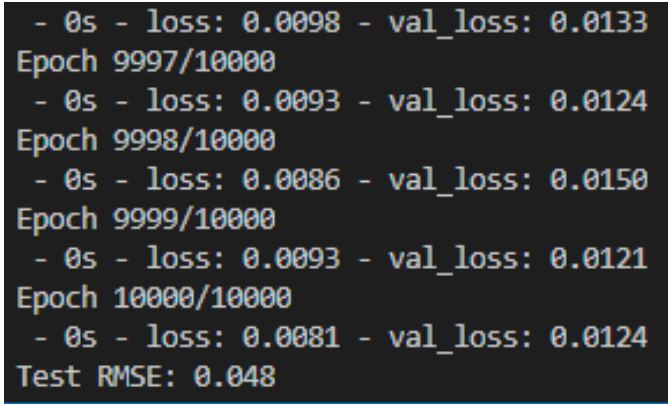 - 0s - loss: 0.0098 - val_loss: 0.0133
Epoch 9997/10000
- 0s - loss: 0.0093 - val_loss: 0.0124
Epoch 9998/10000
- 0s - loss: 0.0086 - val_loss: 0.0150
Epoch 9999/10000
- 0s - loss: 0.0093 - val_loss: 0.0121
Epoch 10000/10000
- 0s - loss: 0.0081 - val_loss: 0.0124
Test RMSE: 0.048